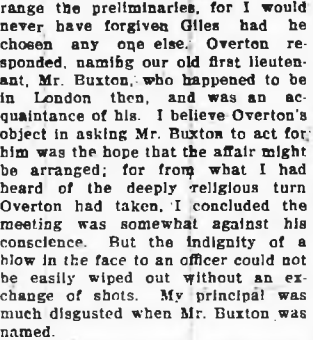 range the preliminaries, for I would
never have forgiven Giles had he
chosen any one else. Overton re-
sponded, naming our old first lieuten-
ant, Mr. Buxton, who happened to be
in London then, and was an ac-
quaintance of his. I believe Overton's
object in asking Mr. Buxton to act for
him was the hope that the affair might
be arranged; for from what I had
heard of the deeply religious turn
Overton had taken, I concluded the
meeting was somewhat against his
conscience. But the indignity of a
blow in the face to an officer could not
be easily wiped out without an ex-
change of shots. My principal was
much disgusted when Mr. Buxton was
named.